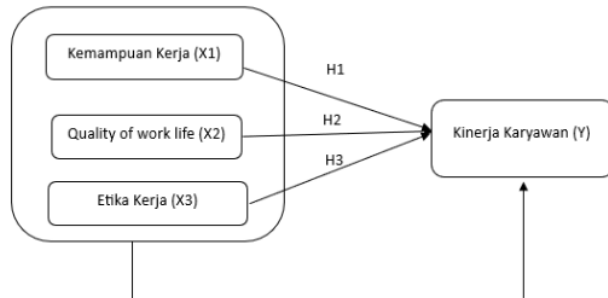 Kemampuan Kerja (X1)
H1
Quality of work life (X2)
H2
Kinerja Karyawan (Y)
H3
Etika Kerja (X3)